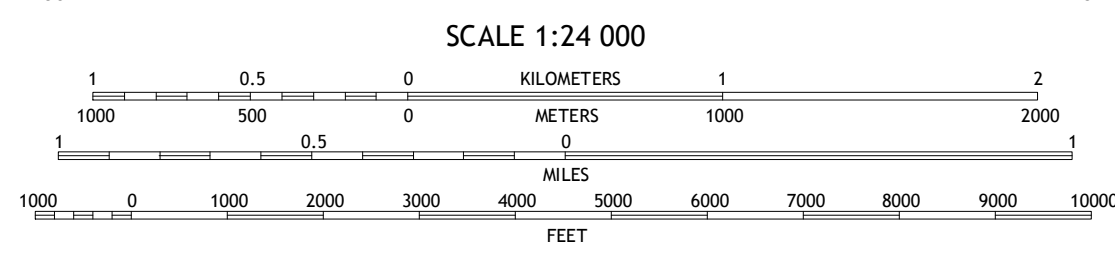 SCALE 1:24 000
1 0.5 0 KILOMETERS 1 2
1000 500 0 METERS 1000 2000
1 0.5 0 1
MILES
1000 0 1000 2000 3000 4000 5000 6000 7000 8000 9000 10000
FEET